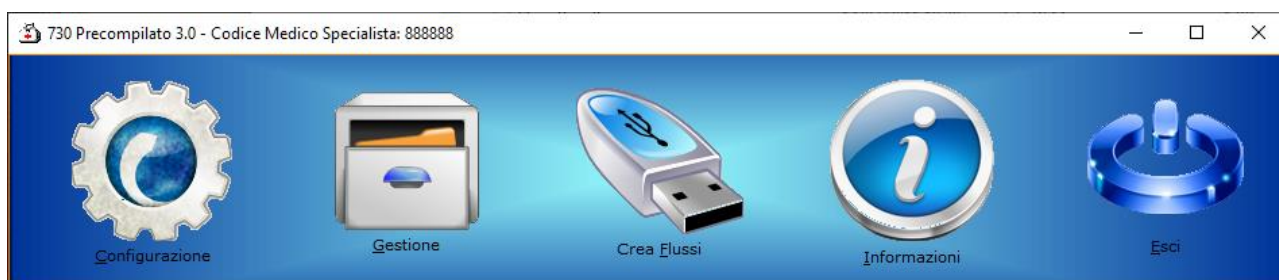 730 Precompilato 3.0 - Codice Medico Specialista: 888888
Configurazione
Gestione
Crea Flussi
Informazioni
Esci